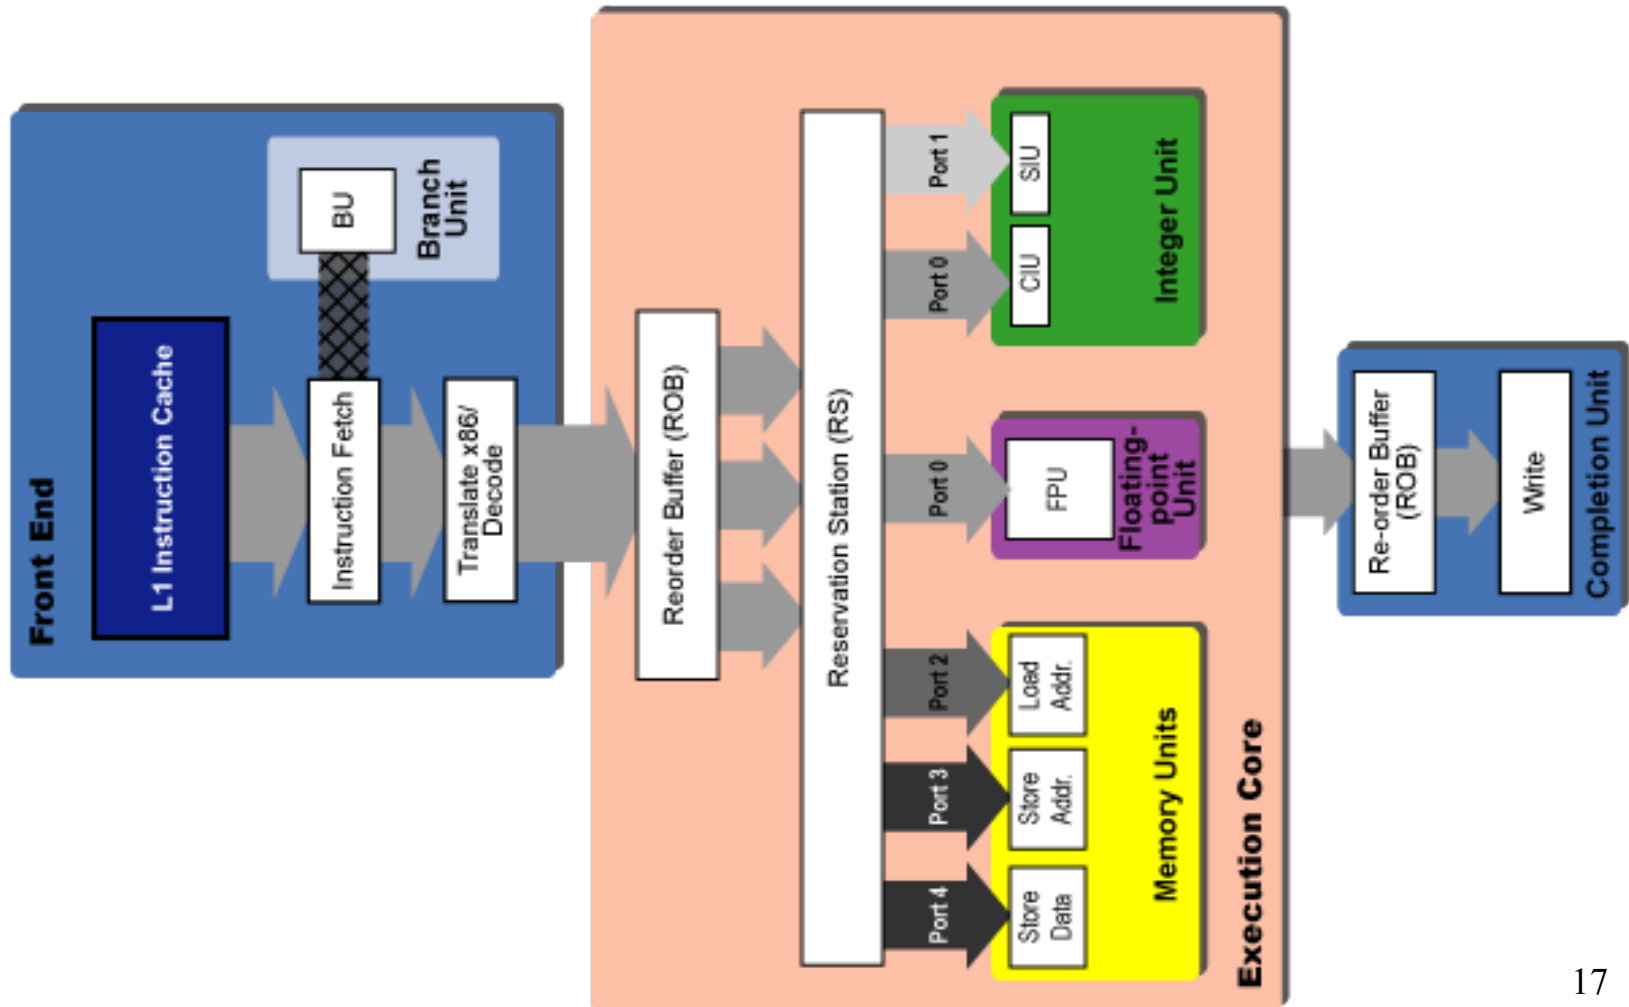 Front End
L1 Instruction Cache
Instruction Fetch
BU
Branch
Unit
Translate x86/
Decode
Reorder Buffer (ROB)
Reservation Station (RS)
Port 4
Port 3
Port 2
Port 0
Port 0
Port 1
Store
Data
Store
Addr.
Load
Addr.
Memory Units
FPU
Floating-
point
Unit
CIU
SIU
Integer Unit
Execution Core
Re-order Buffer
(ROB)
Write
Completion Unit
17